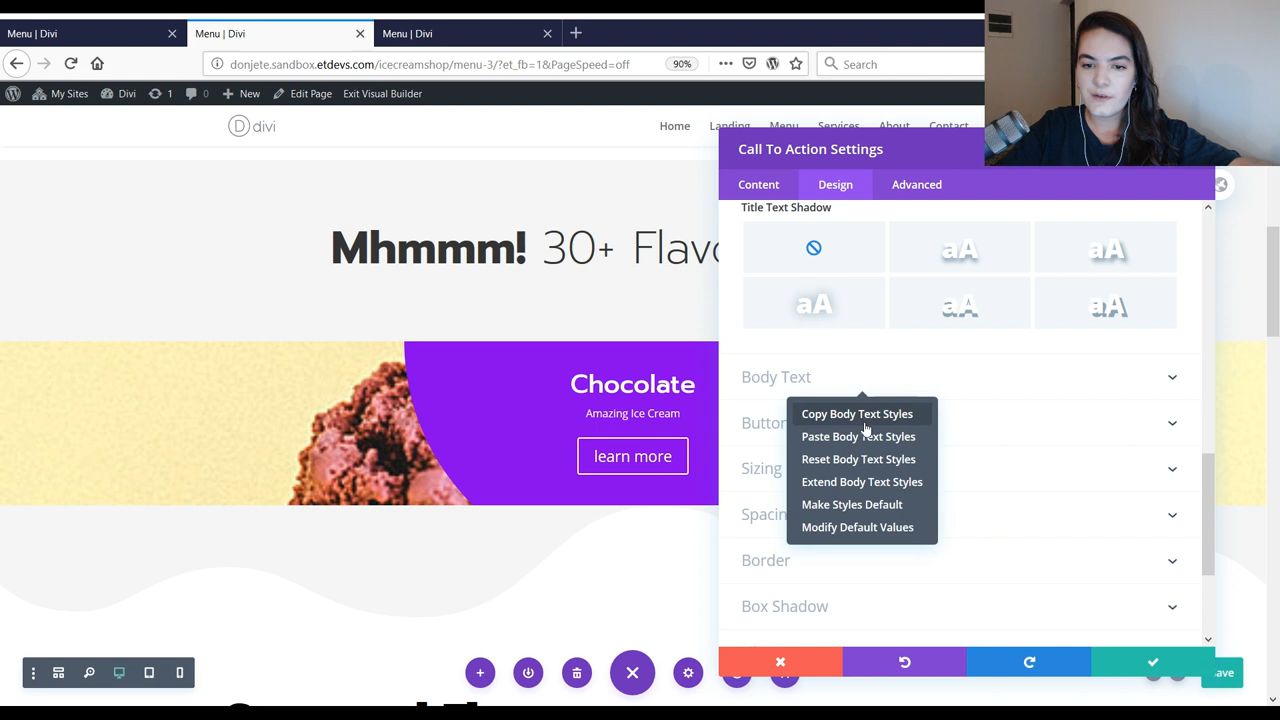 Menu | Divi
Menu | Divi
Menu | Divi
donjete.sandbox.etdevs.com/icecreamshop/menu-3/?et_fb=1&PageSpeed=off
90%
Search
My Sites
Divi
1
0
New
Edit Page
Exit Visual Builder
D divi
Home
Landing
Menu
Services
About
Contact
Call To Action Settings
Content
Design
Advanced
Title Text Shadow
aA
aA
aA
aA
aA
Mhmmm! 30+ Flavo
Chocolate
Amazing Ice Cream
learn more
Body Text
Copy Body Text Styles
Paste Body Text Styles
Reset Body Text Styles
Extend Body Text Styles
Make Styles Default
Modify Default Values
Button
Sizing
Spacin
Border
Box Shadow
ave